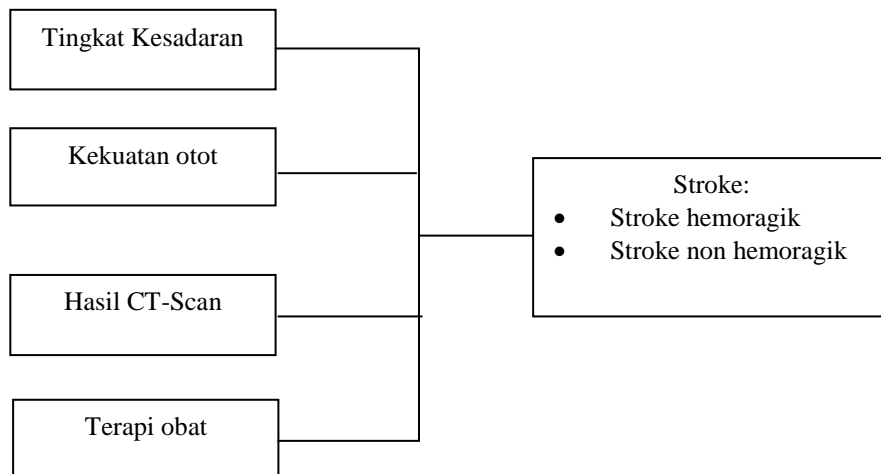 Tingkat Kesadaran
Kekuatan otot
Hasil CT-Scan
Terapi obat
Stroke:
• Stroke hemoragik
• Stroke non hemoragik